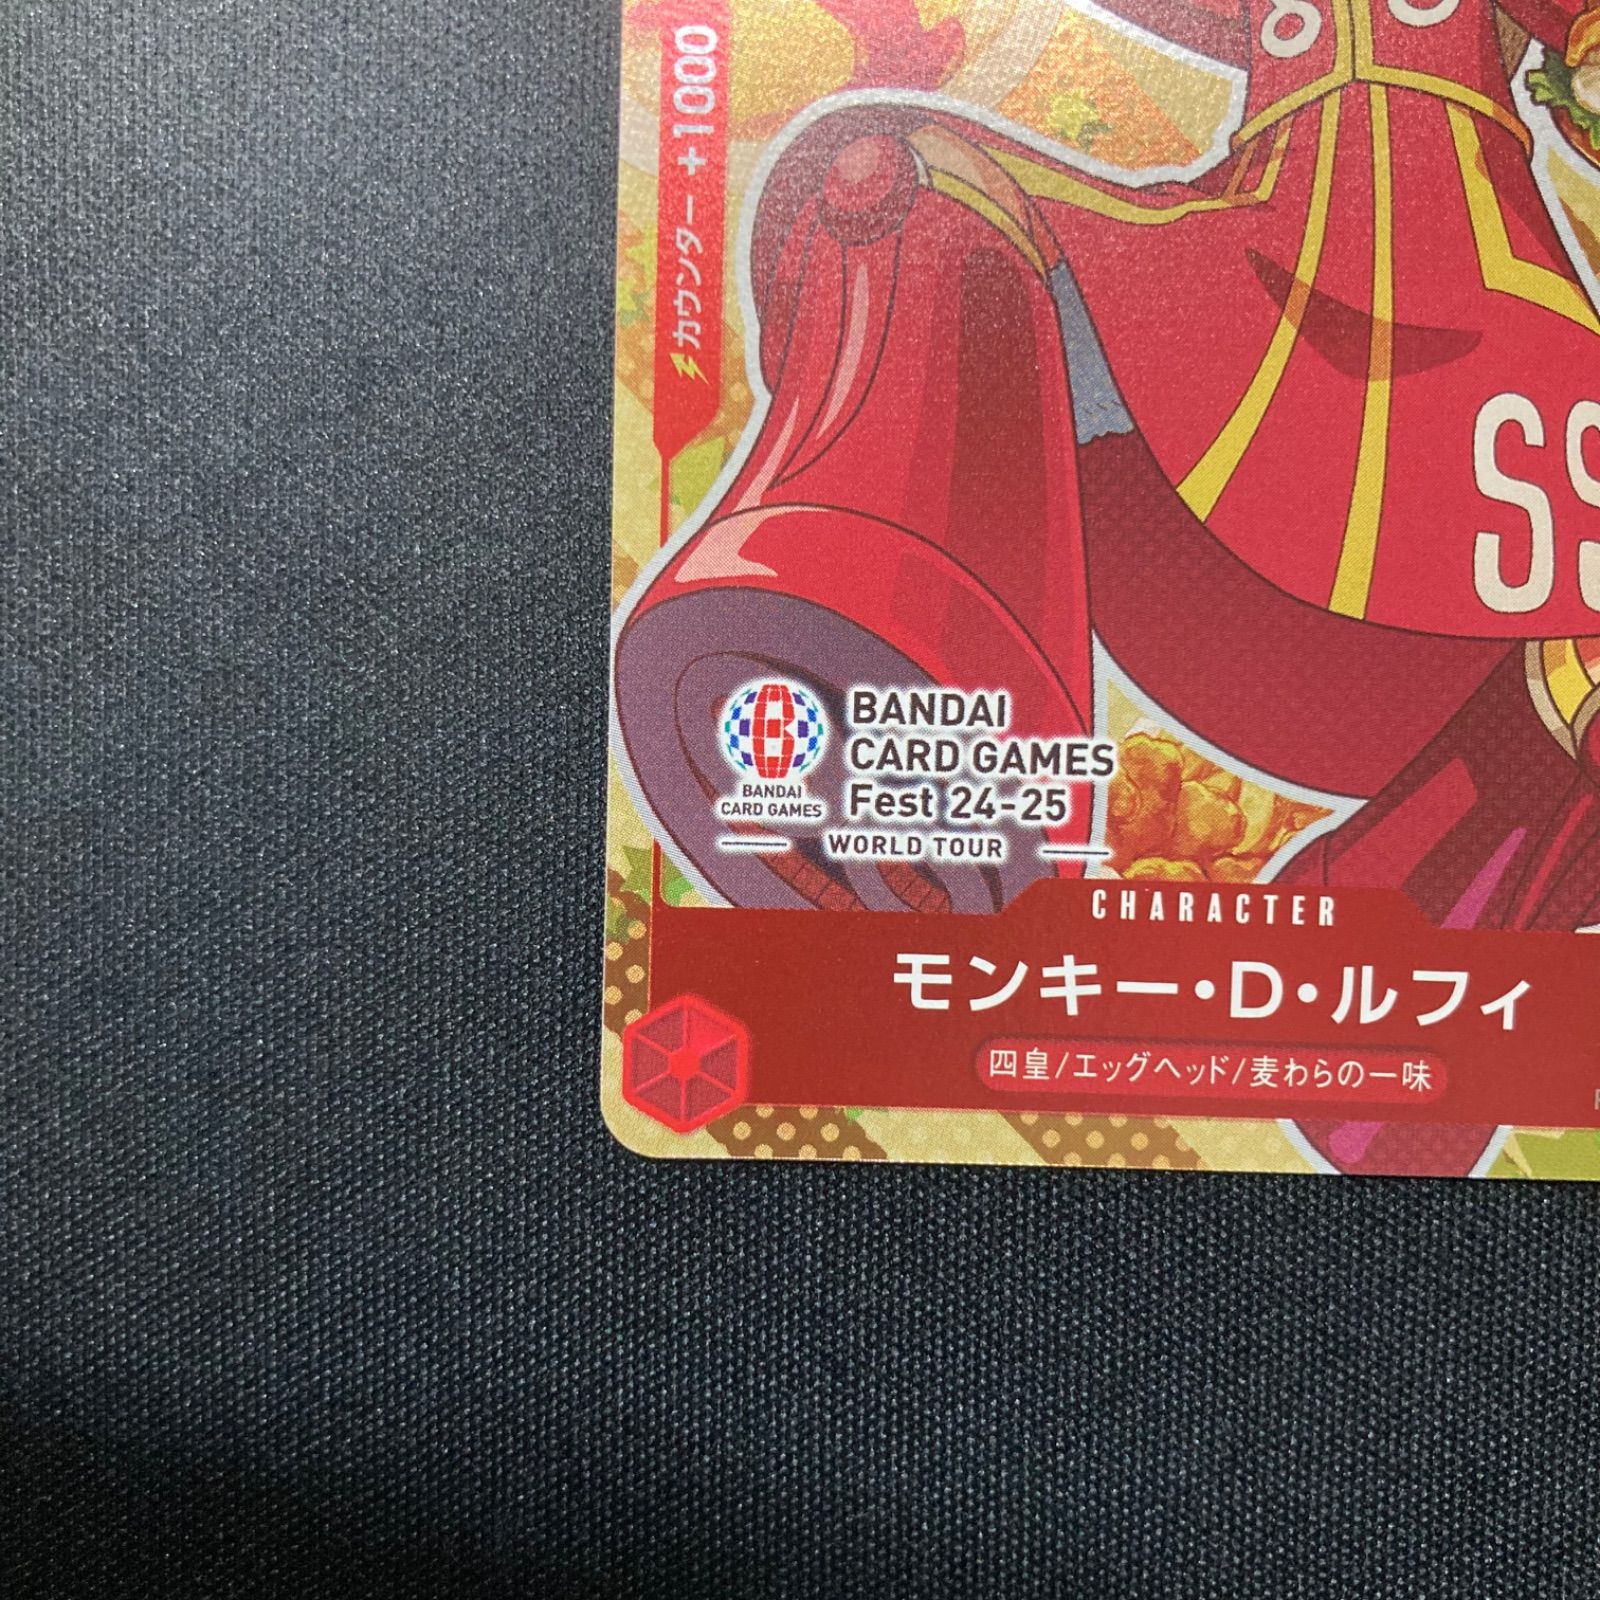 カウンター +1000
SS
BANDAI
CARD GAMES
Fest 24-25
BANDAI
CARD GAMES
WORLD TOUR
CHARACTER
モンキー・D・ルフィ
四皇/エッグヘッド/麦わらの一味